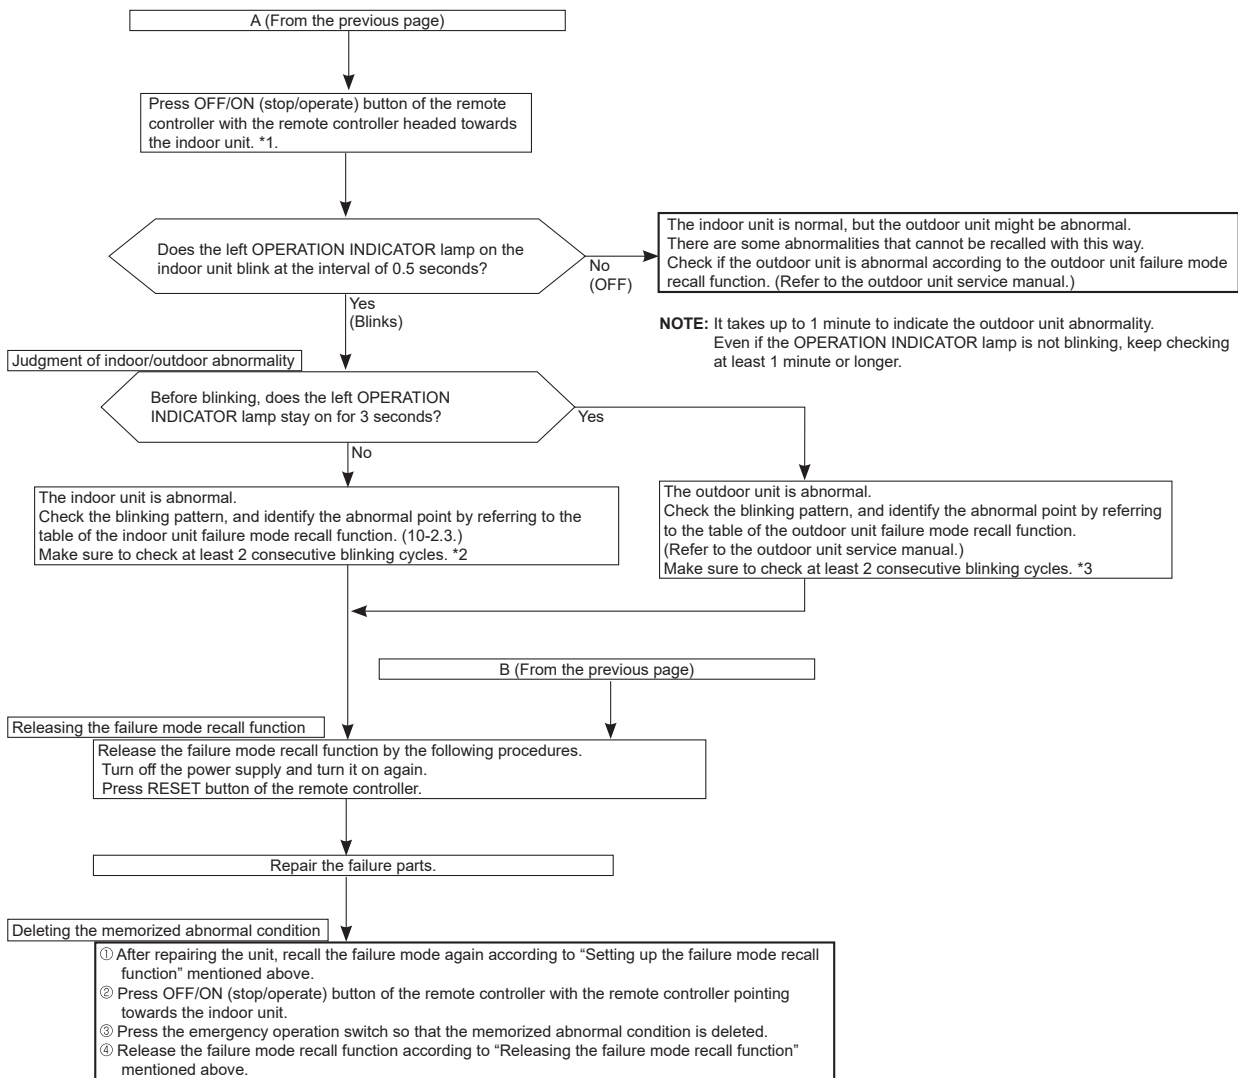 A (From the previous page)
Press OFF/ON (stop/operate) button of the remote
controller with the remote controller headed towards
the indoor unit. *1.
Does the left OPERATION INDICATOR lamp on the
indoor unit blink at the interval of 0.5 seconds?
No
(OFF)
The indoor unit is normal, but the outdoor unit might be abnormal.
There are some abnormalities that cannot be recalled with this way.
Check if the outdoor unit is abnormal according to the outdoor unit failure mode
recall function. (Refer to the outdoor unit service manual.)
Yes
(Blinks)
NOTE: It takes up to 1 minute to indicate the outdoor unit abnormality.
Even if the OPERATION INDICATOR lamp is not blinking, keep checking
at least 1 minute or longer.
Judgment of indoor/outdoor abnormality
Before blinking, does the left OPERATION
INDICATOR lamp stay on for 3 seconds?
Yes
No
The indoor unit is abnormal.
Check the blinking pattern, and identify the abnormal point by referring to the
table of the indoor unit failure mode recall function. (10-2.3.)
Make sure to check at least 2 consecutive blinking cycles. *2
The outdoor unit is abnormal.
Check the blinking pattern, and identify the abnormal point by referring
to the table of the outdoor unit failure mode recall function.
(Refer to the outdoor unit service manual.)
Make sure to check at least 2 consecutive blinking cycles. *3
B (From the previous page)
Releasing the failure mode recall function
Release the failure mode recall function by the following procedures.
Turn off the power supply and turn it on again.
Press RESET button of the remote controller.
Repair the failure parts.
Deleting the memorized abnormal condition
① After repairing the unit, recall the failure mode again according to “Setting up the failure mode recall
function” mentioned above.
② Press OFF/ON (stop/operate) button of the remote controller with the remote controller pointing
towards the indoor unit.
③ Press the emergency operation switch so that the memorized abnormal condition is deleted.
④ Release the failure mode recall function according to “Releasing the failure mode recall function”
mentioned above.